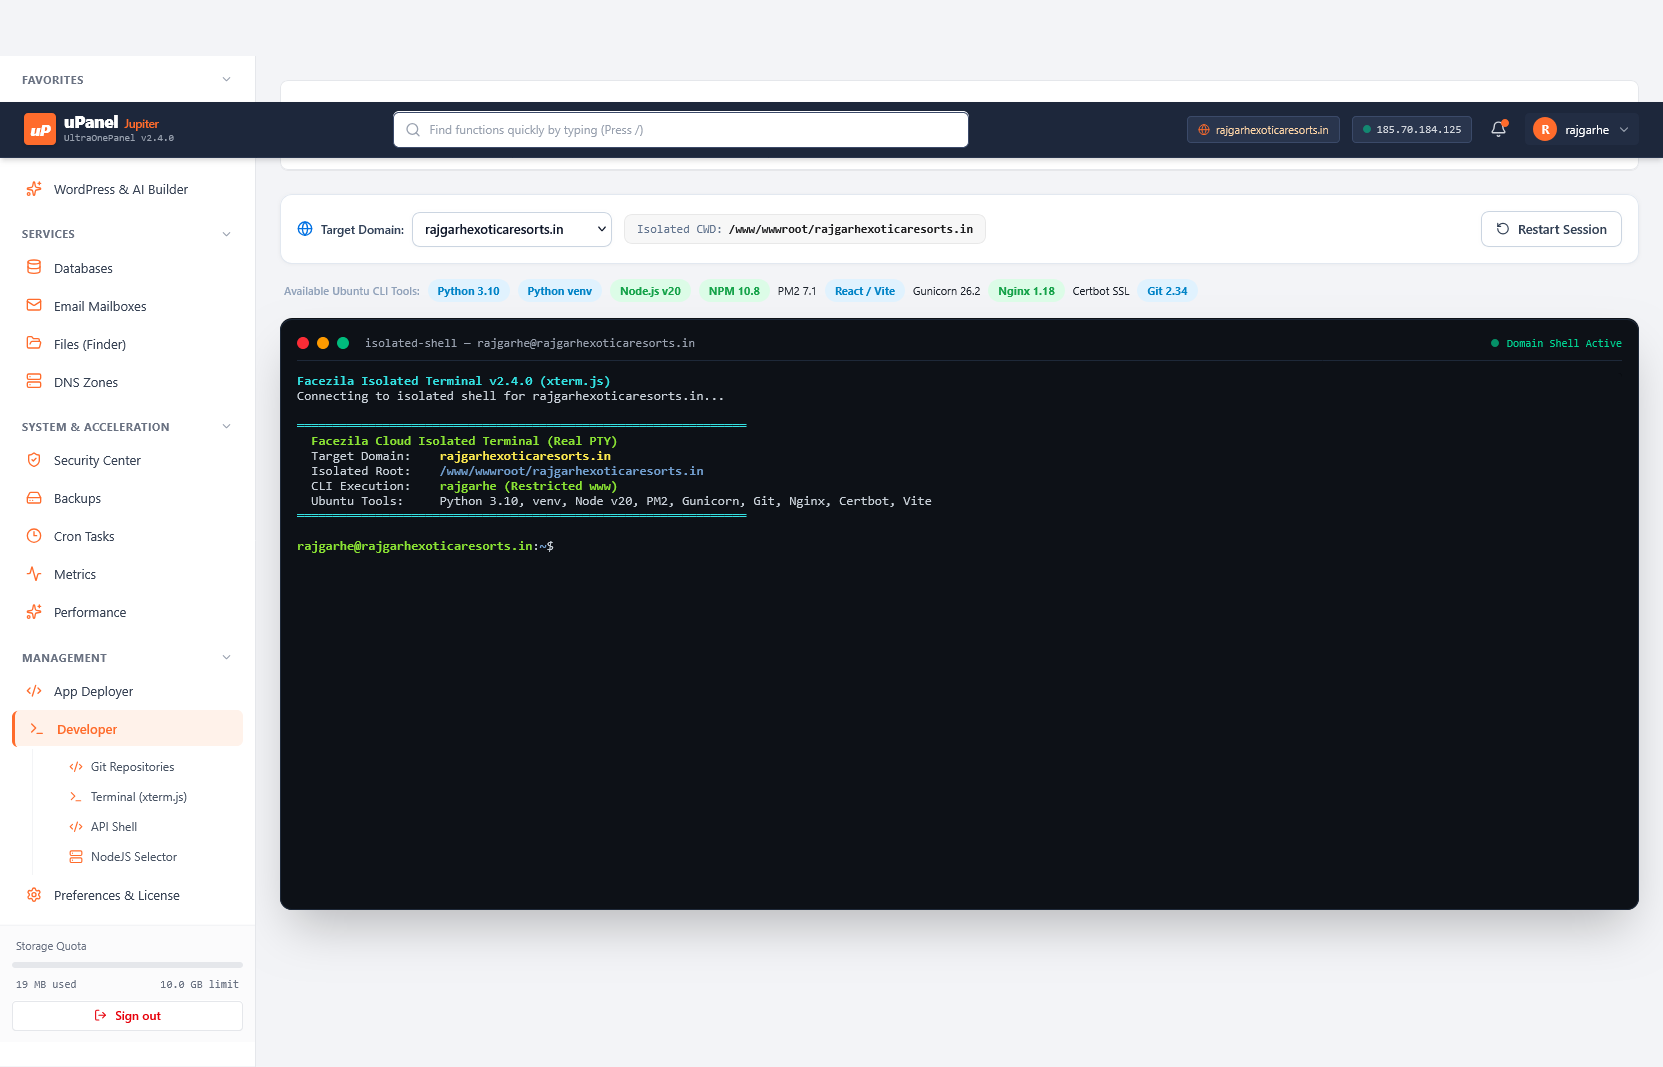 FAVORITES
uP
uPanel Jupiter
UltraOnePanel v2.4.0
Find functions quickly by typing (Press /)
rajgarhexoticaresorts.in
185.70.184.125
R
rajgarhe
WordPress & AI Builder
SERVICES
Databases
Email Mailboxes
Files (Finder)
DNS Zones
SYSTEM & ACCELERATION
Security Center
Backups
Cron Tasks
Metrics
Performance
MANAGEMENT
App Deployer
Developer
Git Repositories
Terminal (xterm.js)
API Shell
NodeJS Selector
Preferences & License
Storage Quota
19 MB used 10.0 GB limit
Sign out
Target Domain: rajgarhexoticaresorts.in Isolated CWD: /www/wwwroot/rajgarhexoticaresorts.in Restart Session
Available Ubuntu CLI Tools: Python 3.10 Python venv Node.js v20 NPM 10.8 PM2 7.1 React / Vite Gunicorn 26.2 Nginx 1.18 Certbot SSL Git 2.34
isolated-shell — rajgarhe@rajgarhexoticaresorts.in Domain Shell Active
Facezila Isolated Terminal v2.4.0 (xterm.js)
Connecting to isolated shell for rajgarhexoticaresorts.in...
Facezila Cloud Isolated Terminal (Real PTY)
Target Domain: rajgarhexoticaresorts.in
Isolated Root: /www/wwwroot/rajgarhexoticaresorts.in
CLI Execution: rajgarhe (Restricted www)
Ubuntu Tools: Python 3.10, venv, Node v20, PM2, Gunicorn, Git, Nginx, Certbot, Vite
rajgarhe@rajgarhexoticaresorts.in:~$